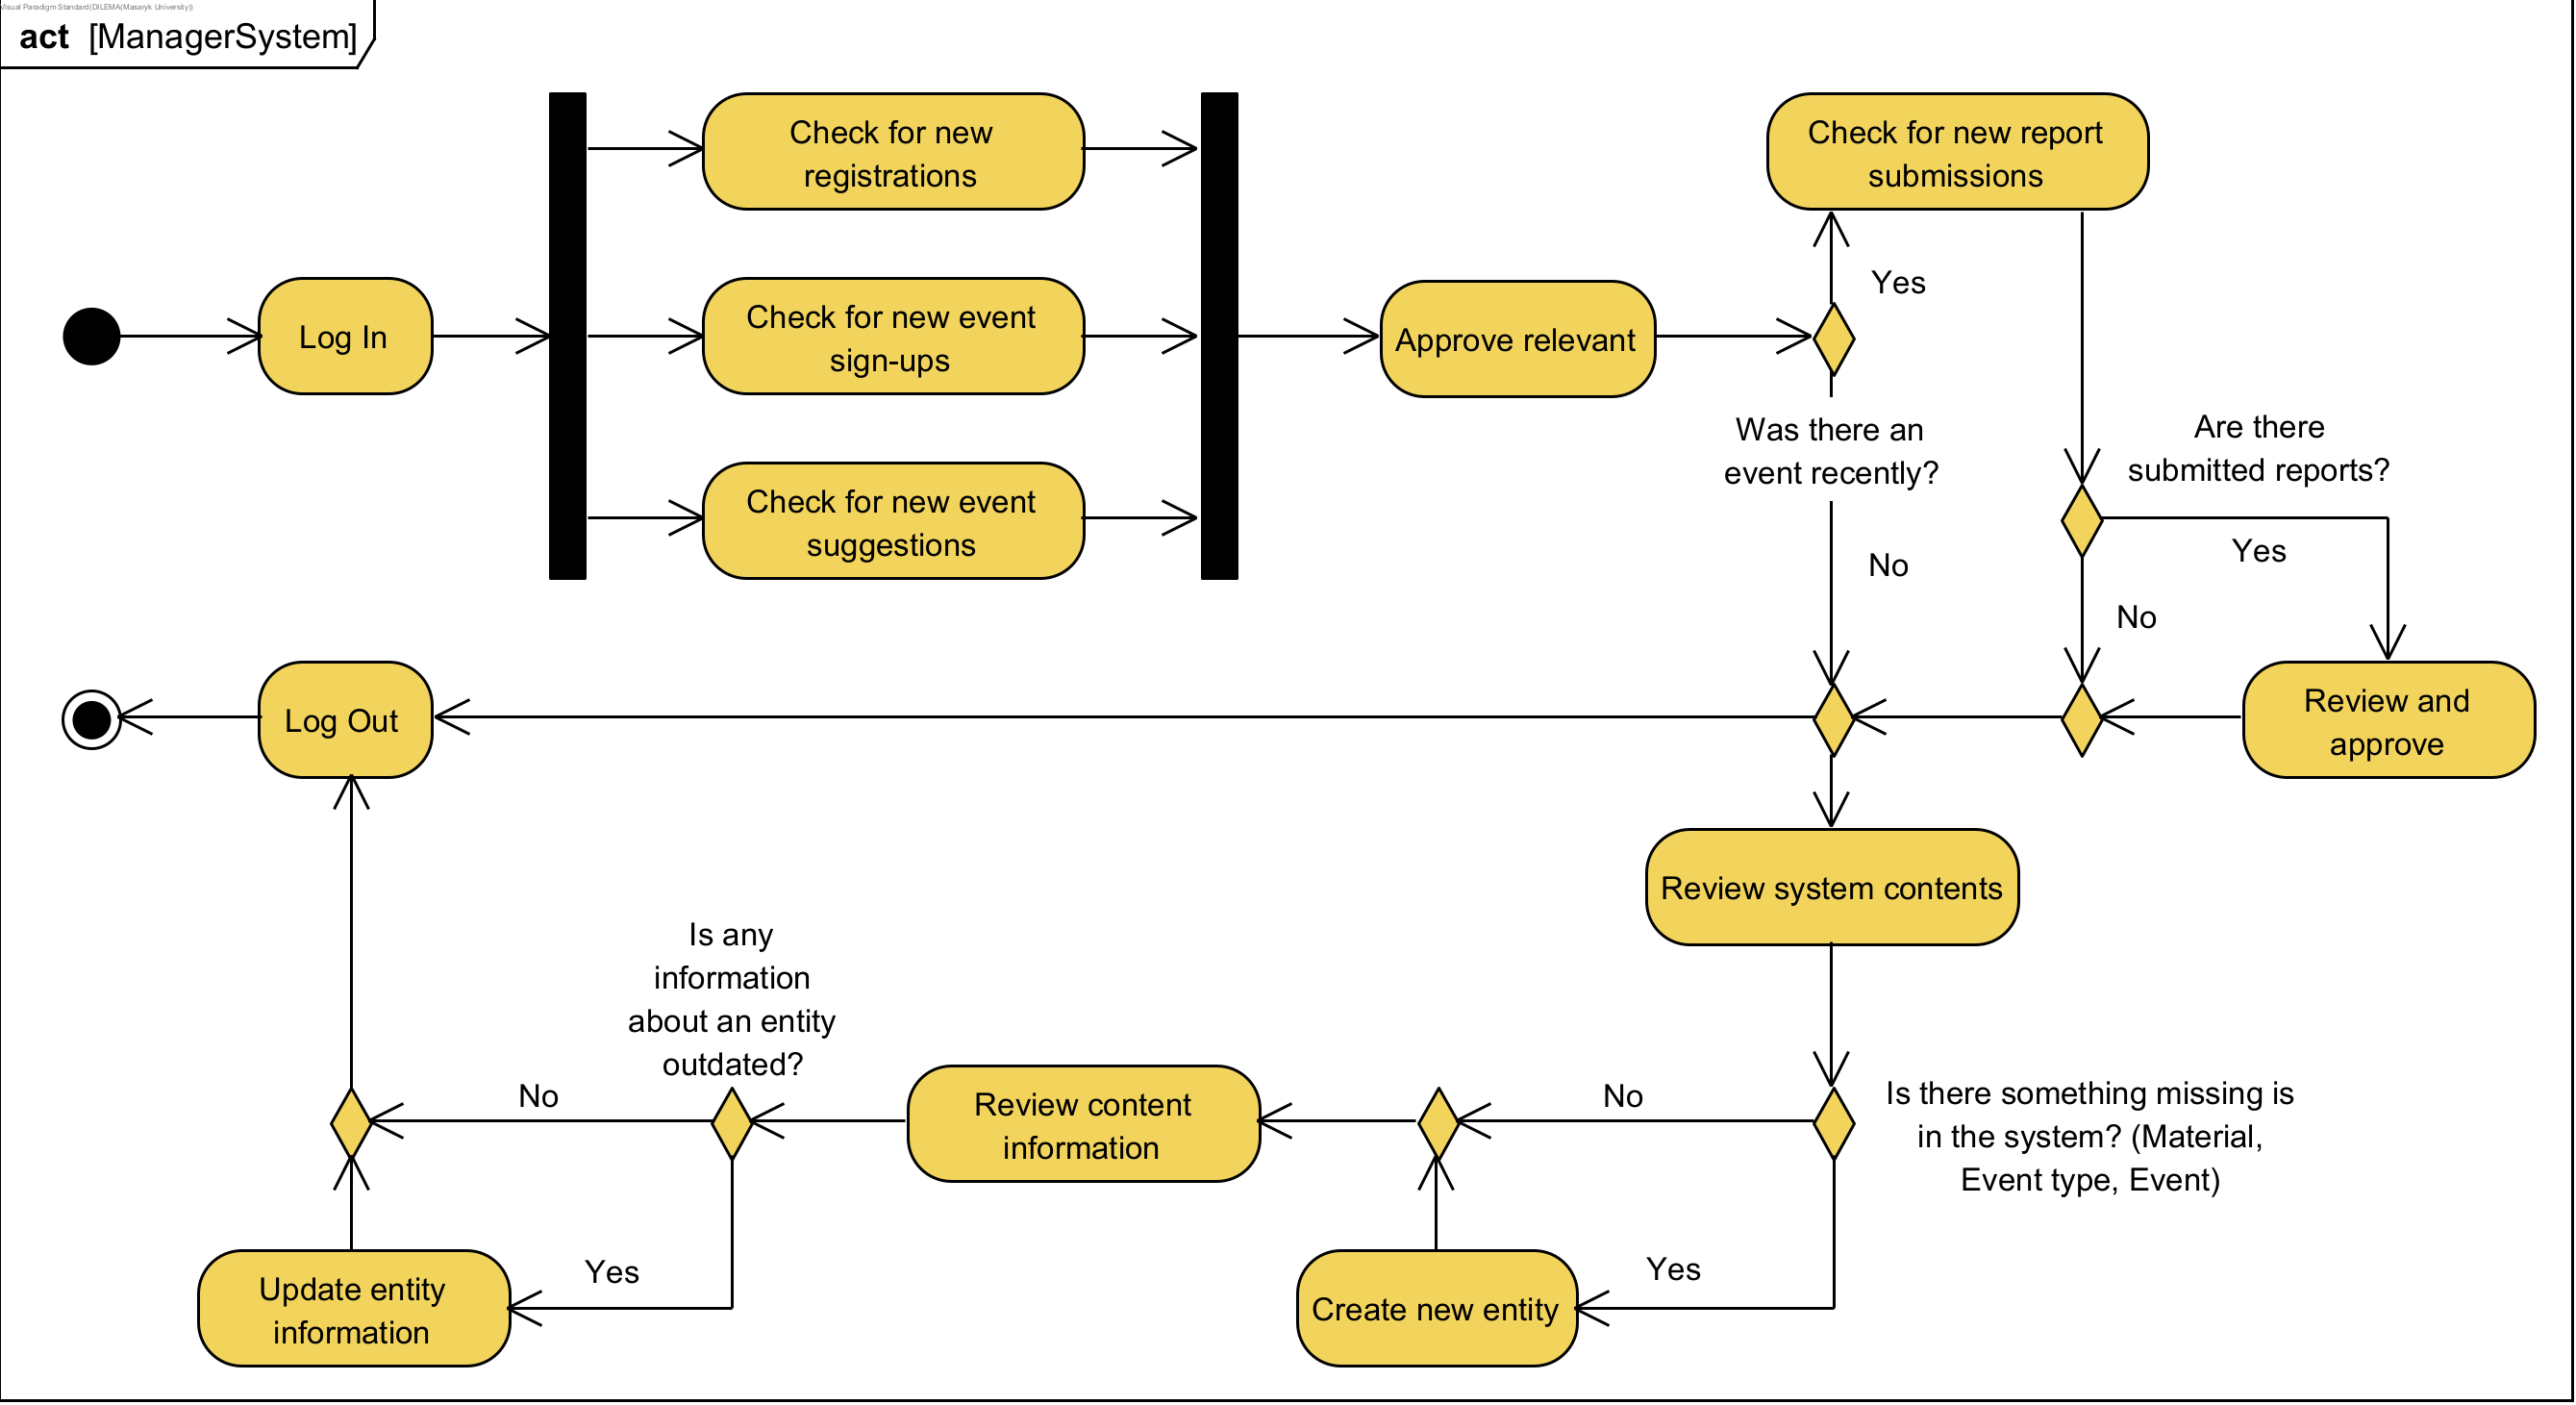 Visual Paradigm Standard(DILEMA(Masaryk University))
act [ManagerSystem]
Check for new
registrations
Check for new report
submissions
Yes
Log In
Check for new event
sign-ups
Approve relevant
Was there an
event recently?
Are there
submitted reports?
Check for new event
suggestions
Yes
No
No
Log Out
Review and
approve
Review system contents
Is any
information
about an entity
outdated?
No
Review content
information
No
Is there something missing is
in the system? (Material,
Event type, Event)
Update entity
information
Yes
Create new entity
Yes